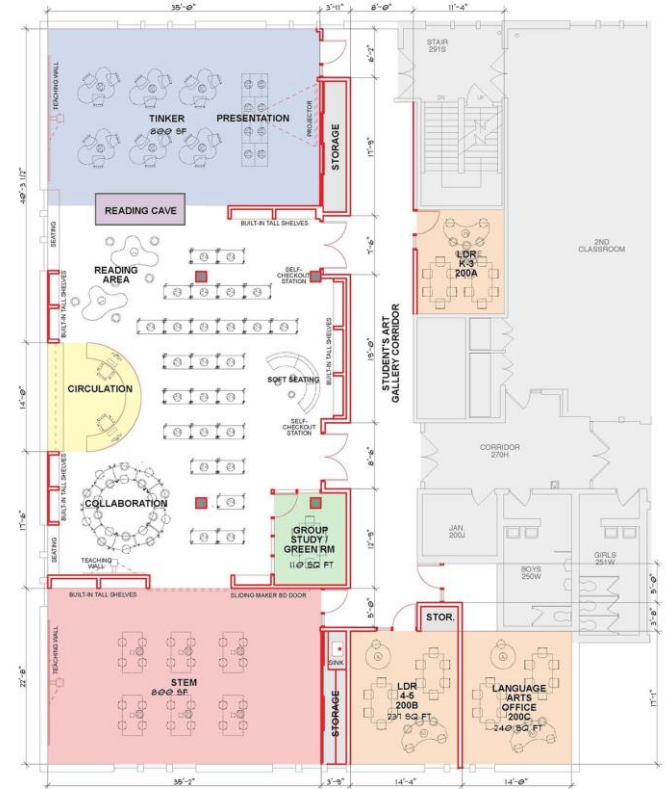 35'-0"
3'-11"
8'-0"
11'-4"
STAIR
291S
DN
UP
6'-2"
TEACHING WALL
TINKER
800 SF
PRESENTATION
PROJECTOR
STORAGE
17'-5"
40'-3 1/2"
2ND
CLASSROOM
READING CAVE
BUILT-IN TALL SHELVES
7'-6"
LDR
K-3
200A
SEATING
READING
AREA
SELF-
CHECKOUT
STATION
BUILT-IN TALL SHELVES
BUILT-IN TALL SHELVES
STUDENT'S ART
GALLERY CORRIDOR
15'-0"
14'-0"
CIRCULATION
SOFT SEATING
SELF-
CHECKOUT
STATION
8'-6"
CORRIDOR
270H
BUILT-IN TALL SHELVES
17'-6"
COLLABORATION
SEATING
TEACHING
WALL
GROUP
STUDY /
GREEN RM
110 SQ FT
12'-5"
JAN.
200J
BOYS
250W
GIRLS
251W
BUILT-IN TALL SHELVES
SLIDING MAKER BD DOOR
5'-0"
5'-0"
3'-8"
STOR.
TEACHING WALL
STEM
800 SF
22'-8"
SINK
STORAGE
LDR
4-5
200B
237 SQ FT
LANGUAGE
ARTS
OFFICE
200C
240 SQ FT
17'-1"
35'-2"
3'-9"
14'-4"
14'-0"